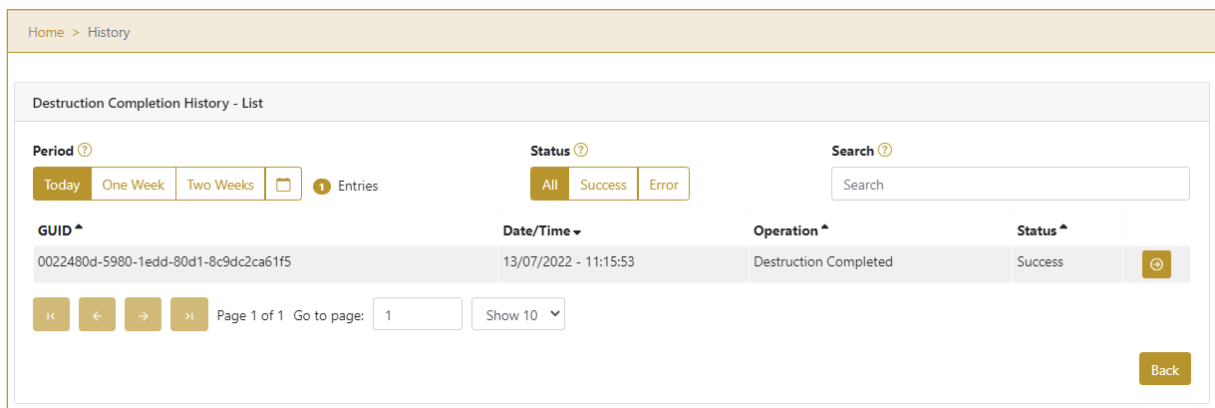 Home > History
Destruction Completion History - List
Period ? Status ? Search ?
Today One Week Two Weeks 1 Entries All Success Error Search
GUID Date/Time Operation Status
0022480d-5980-1edd-80d1-8c9dc2ca61f5 13/07/2022 - 11:15:53 Destruction Completed Success
Page 1 of 1 Go to page: 1 Show 10
Back